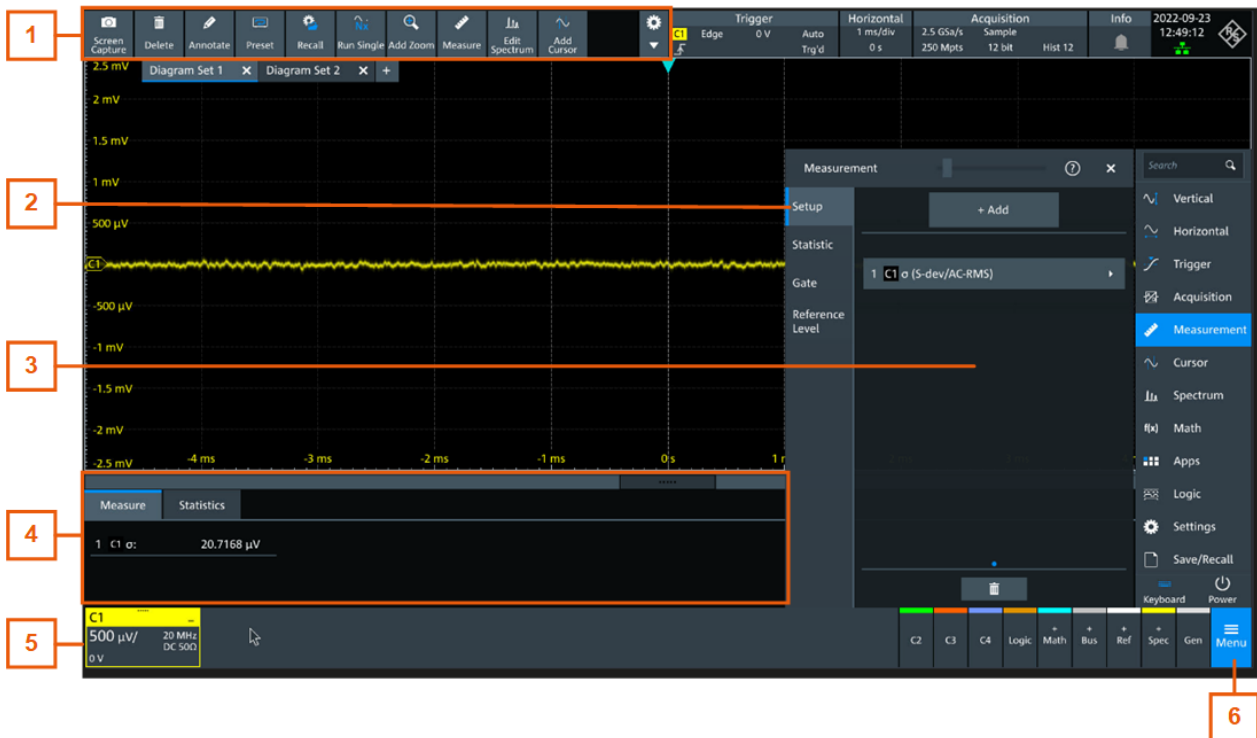 1
Screen Capture
Delete
Annotate
Preset
Recall
Nx
Run Single
Add Zoom
Measure
Edit Spectrum
Add Cursor
C1
Trigger
Edge 0 V Auto
Trg'd
Horizontal
1 ms/div
0 s
Acquisition
2.5 GSa/s Sample
250 Mpts 12 bit Hist 12
Info
2022-09-23
12:49:12
R&S
2.5 mV
Diagram Set 1 × Diagram Set 2 × +
2 mV
1.5 mV
1 mV
500 µV
C1
-500 µV
-1 mV
-1.5 mV
-2 mV
-2.5 mV
-4 ms -3 ms -2 ms -1 ms 0 s
2
Measurement ? ×
Setup
Statistic
Gate
Reference Level
+ Add
1 C1 σ (S-dev/AC-RMS)
3
Search
Vertical
Horizontal
Trigger
Acquisition
Measurement
Cursor
Spectrum
f(x) Math
Apps
Logic
Settings
Save/Recall
Keyboard Power
4
Measure Statistics
1 C1 σ: 20.7168 µV
5
C1
500 µV/ 20 MHz
DC 50Ω
0 V
C2 C3 C4 Logic + Math + Bus + Ref + Spec Gen Menu
6